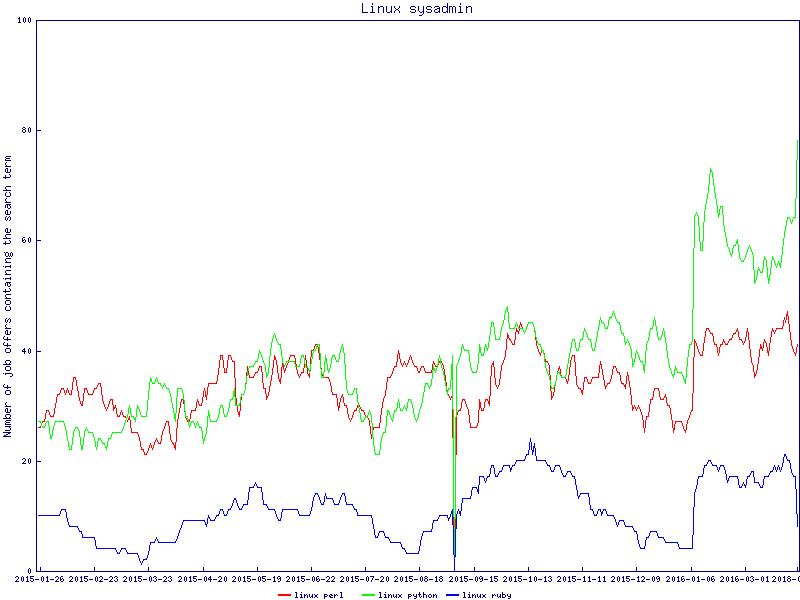 Linux sysadmin
100
80
60
40
20
0
Number of job offers containing the search term
2015-01-26 2015-02-23 2015-03-23 2015-04-20 2015-05-19 2015-06-22 2015-07-20 2015-08-18 2015-09-15 2015-10-13 2015-11-11 2015-12-09 2016-01-06 2016-03-01 2018-0
linux perl linux python linux ruby